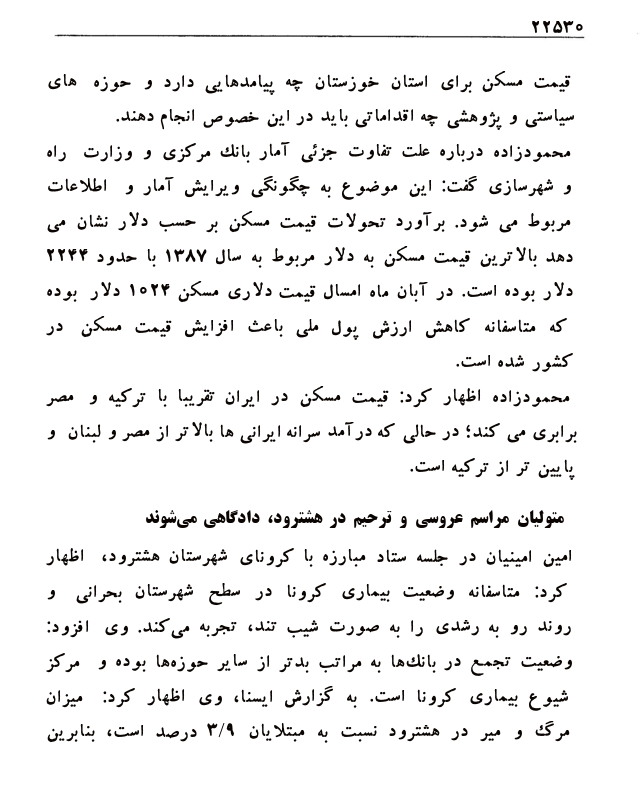 ۲۲۵۳۰
قیمت مسکن برای استان خوزستان چه پیامدهایی دارد و حوزه های
سیاستی و پژوهشی چه اقداماتی باید در این خصوص انجام دهند.
محمودزاده درباره علت تفاوت جزئی آمار بانک مرکزی و وزارت راه
و شهرسازی گفت: این موضوع به چگونگی ویرایش آمار و اطلاعات
مربوط می شود. برآورد تحولات قیمت مسکن بر حسب دلار نشان می
دهد بالاترین قیمت مسکن به دلار مربوط به سال ۱۳۸۷ با حدود ۲۲۴۴
دلار بوده است. در آبان ماه امسال قیمت دلاری مسکن ۱۰۲۴ دلار بوده
که متاسفانه کاهش ارزش پول ملی باعث افزایش قیمت مسکن در
کشور شده است.
محمودزاده اظهار کرد: قیمت مسکن در ایران تقریبا با ترکیه و مصر
برابری می کند؛ در حالی که درآمد سرانه ایرانی ها بالاتر از مصر و لبنان و
پایین تر از ترکیه است.
متولیان مراسم عروسی و ترحیم در هشترود، دادگاهی می‌شوند
امین امینیان در جلسه ستاد مبارزه با کرونای شهرستان هشترود، اظهار
کرد: متاسفانه وضعیت بیماری کرونا در سطح شهرستان بحرانی و
روند رو به رشدی را به صورت شیب تند، تجربه می‌کند. وی افزود:
وضعیت تجمع در بانک‌ها به مراتب بدتر از سایر حوزه‌ها بوده و مرکز
شیوع بیماری کرونا است. به گزارش ایسنا، وی اظهار کرد: میزان
مرگ و میر در هشترود نسبت به مبتلایان ۳/۹ درصد است، بنابرین